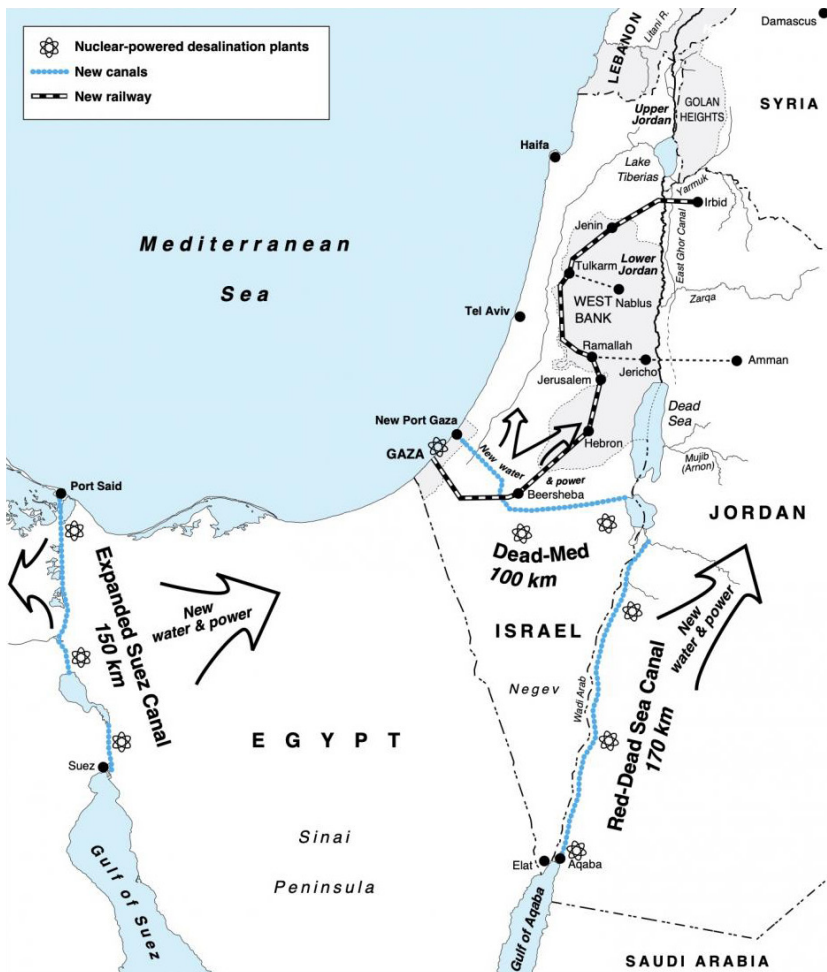 Nuclear-powered desalination plants
New canals
New railway
Damascus
Litani R.
LEBANON
GOLAN
HEIGHTS
SYRIA
Upper
Jordan
Haifa
Lake
Tiberias
Yarmuk
Irbid
Mediterranean
Sea
Jenin
East Ghor Canal
Tulkarm
Lower
Jordan
WEST
BANK
Nablus
Zarqa
Tel Aviv
Ramallah
Jericho
Amman
Jerusalem
Dead
Sea
New Port Gaza
Hebron
GAZA
New water
& power
Mujib
(Arnon)
Beersheba
Port Said
JORDAN
Dead-Med
100 km
Expanded Suez Canal
150 km
New
water & power
New
water & power
ISRAEL
Negev
Wadi Arab
Red-Dead Sea Canal
170 km
EGYPT
Suez
Sinai
Peninsula
Elat
Aqaba
Gulf of Suez
Gulf of Aqaba
SAUDI ARABIA